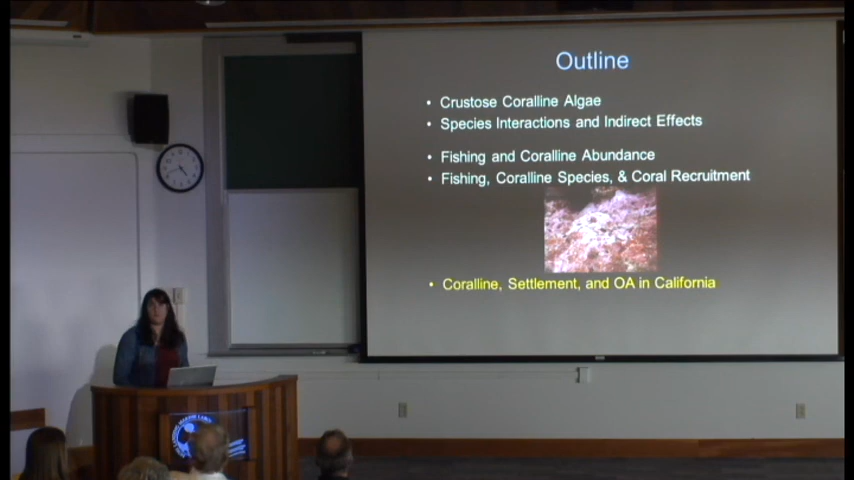 Outline
• Crustose Coralline Algae
• Species Interactions and Indirect Effects
• Fishing and Coralline Abundance
• Fishing, Coralline Species, & Coral Recruitment
• Coralline, Settlement, and OA in California